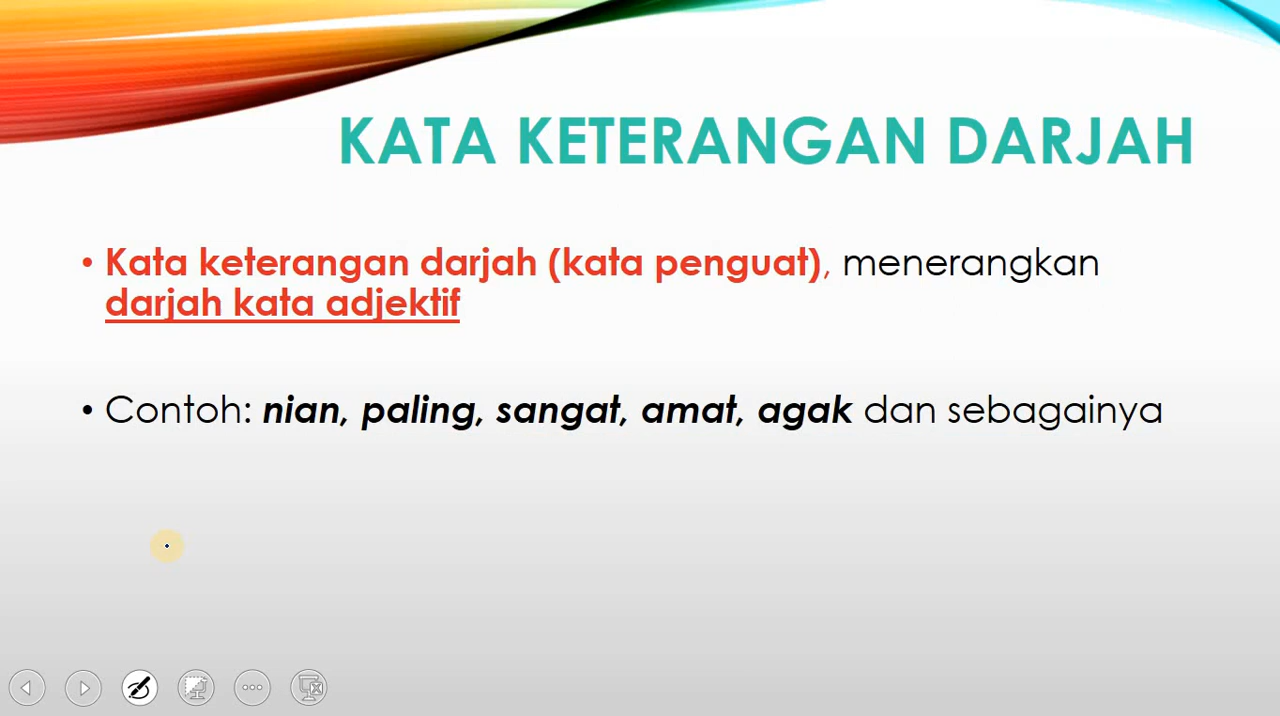 KATA KETERANGAN DARJAH
• Kata keterangan darjah (kata penguat), menerangkan
darjah kata adjektif
• Contoh: nian, paling, sangat, amat, agak dan sebagainya